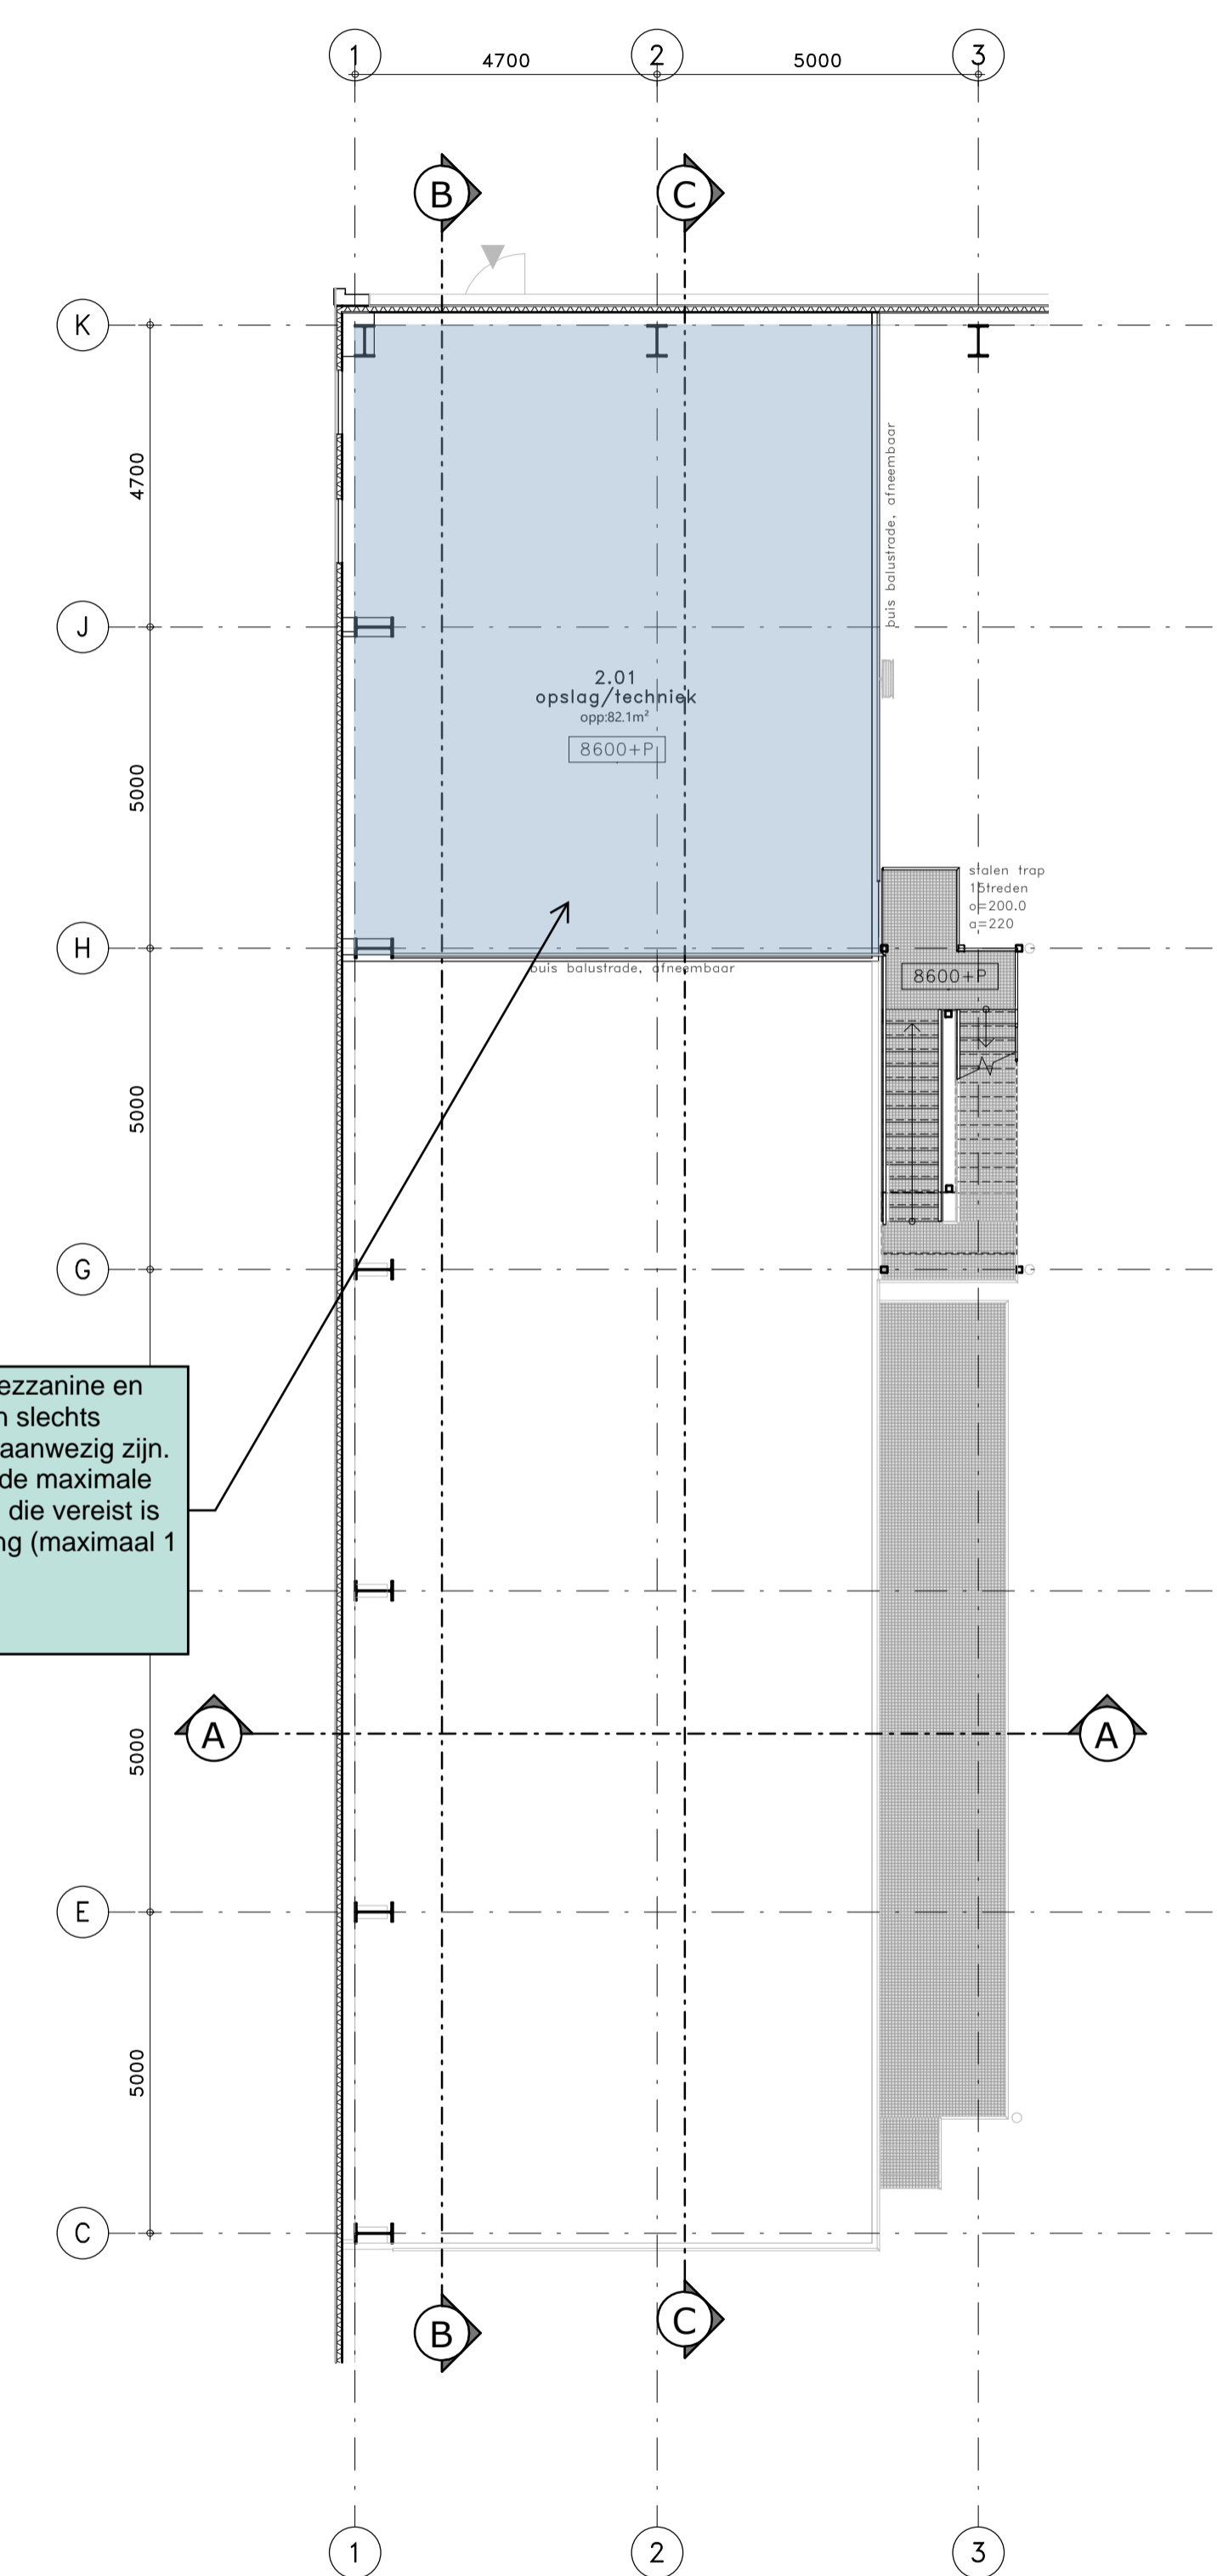 1
2
3
4700
5000
B
C
K
4700
buis balustrade, afneembaar
J
2.01
opslag/techniek
opp:82.1m²
8600+P
5000
stalen trap
15treden
o=200.0
a=220
H
buis balustrade, afneembaar
8600+P
5000
G
en
slechts
aanwezig zijn.
de maximale
die vereist is
(maximaal 1
A
A
5000
E
5000
C
B
C
1
2
3